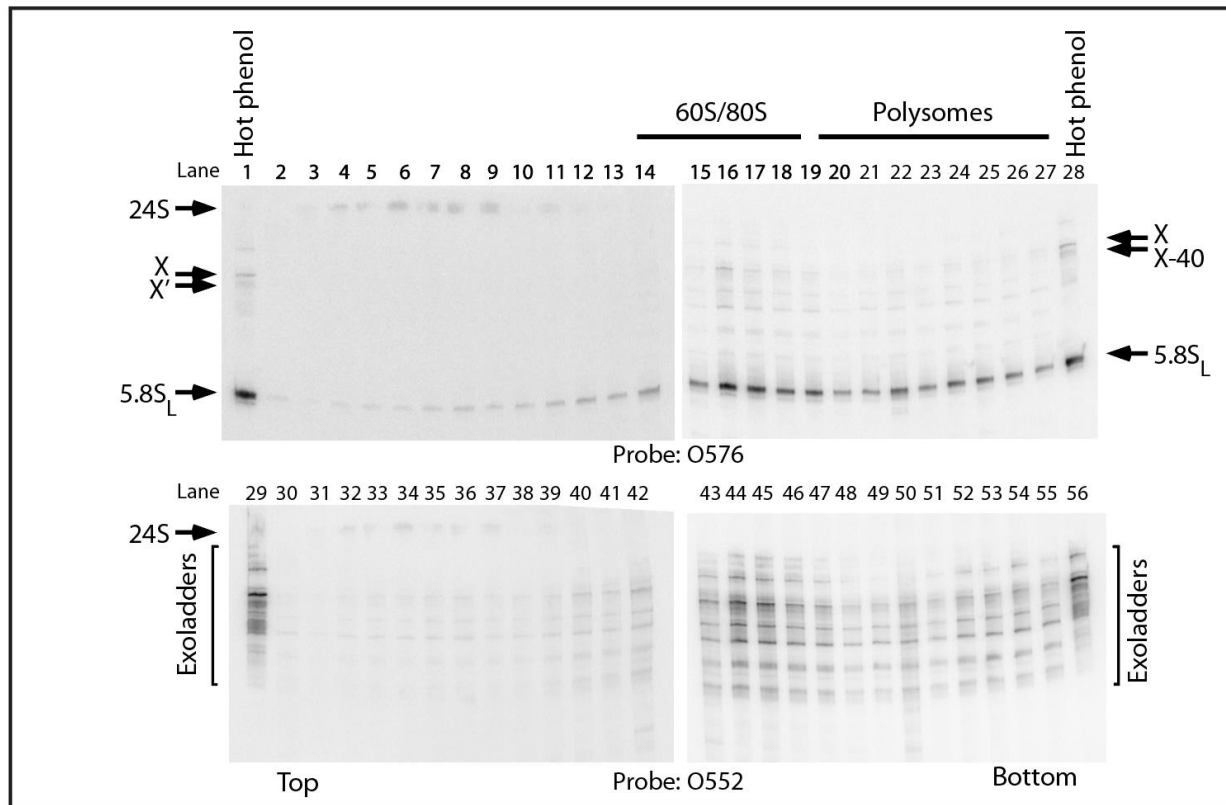 Hot phenol
60S/80S
Polysomes
Hot phenol
Lane 1 2 3 4 5 6 7 8 9 10 11 12 13 14 15 16 17 18 19 20 21 22 23 24 25 26 27 28
24S
X
X'
5.8S_L
X
X-40
5.8S_L
Probe: O576
Lane 29 30 31 32 33 34 35 36 37 38 39 40 41 42 43 44 45 46 47 48 49 50 51 52 53 54 55 56
24S
Exoladders
Exoladders
Top
Probe: O552
Bottom